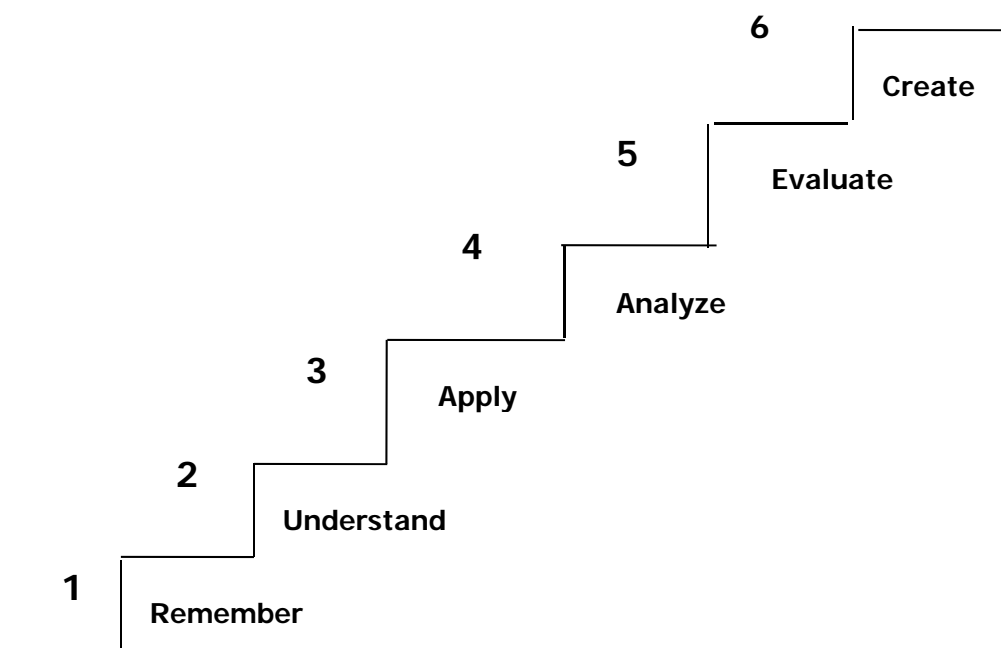 6
Create
5
Evaluate
4
Analyze
3
Apply
2
Understand
1
Remember